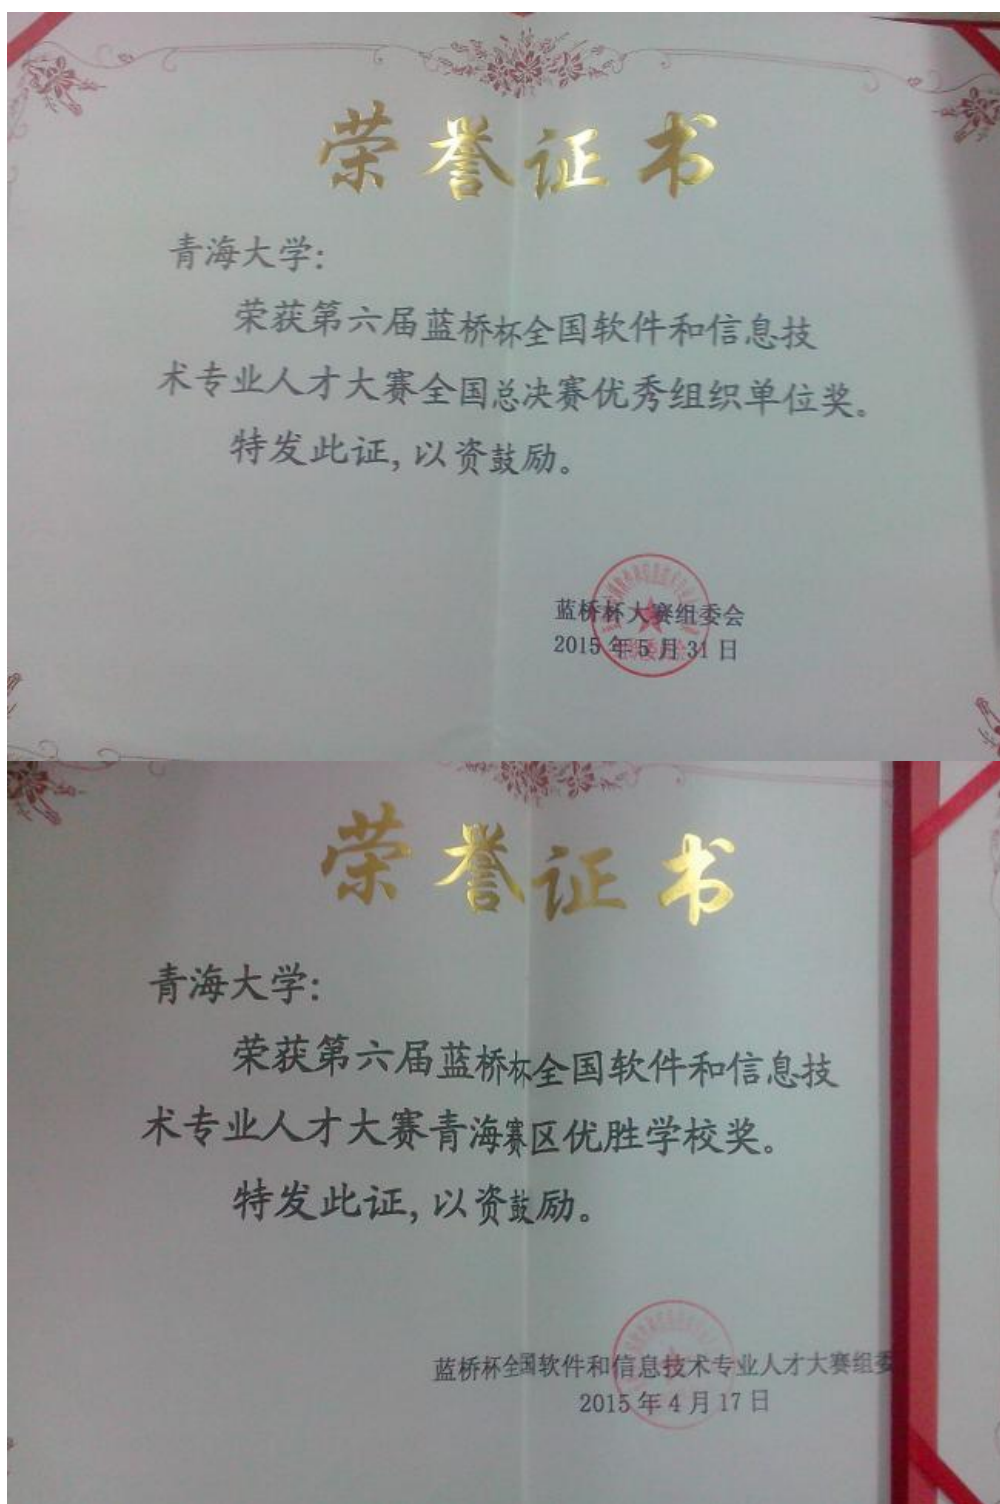 荣誉证书
青海大学:
荣获第六届蓝桥杯全国软件和信息技
术专业人才大赛全国总决赛优秀组织单位奖。
特发此证,以资鼓励。
蓝桥杯大赛组委会
2015年5月31日
荣誉证书
青海大学:
荣获第六届蓝桥杯全国软件和信息技
术专业人才大赛青海赛区优胜学校奖。
特发此证,以资鼓励。
蓝桥杯全国软件和信息技术专业人才大赛组委
2015年4月17日